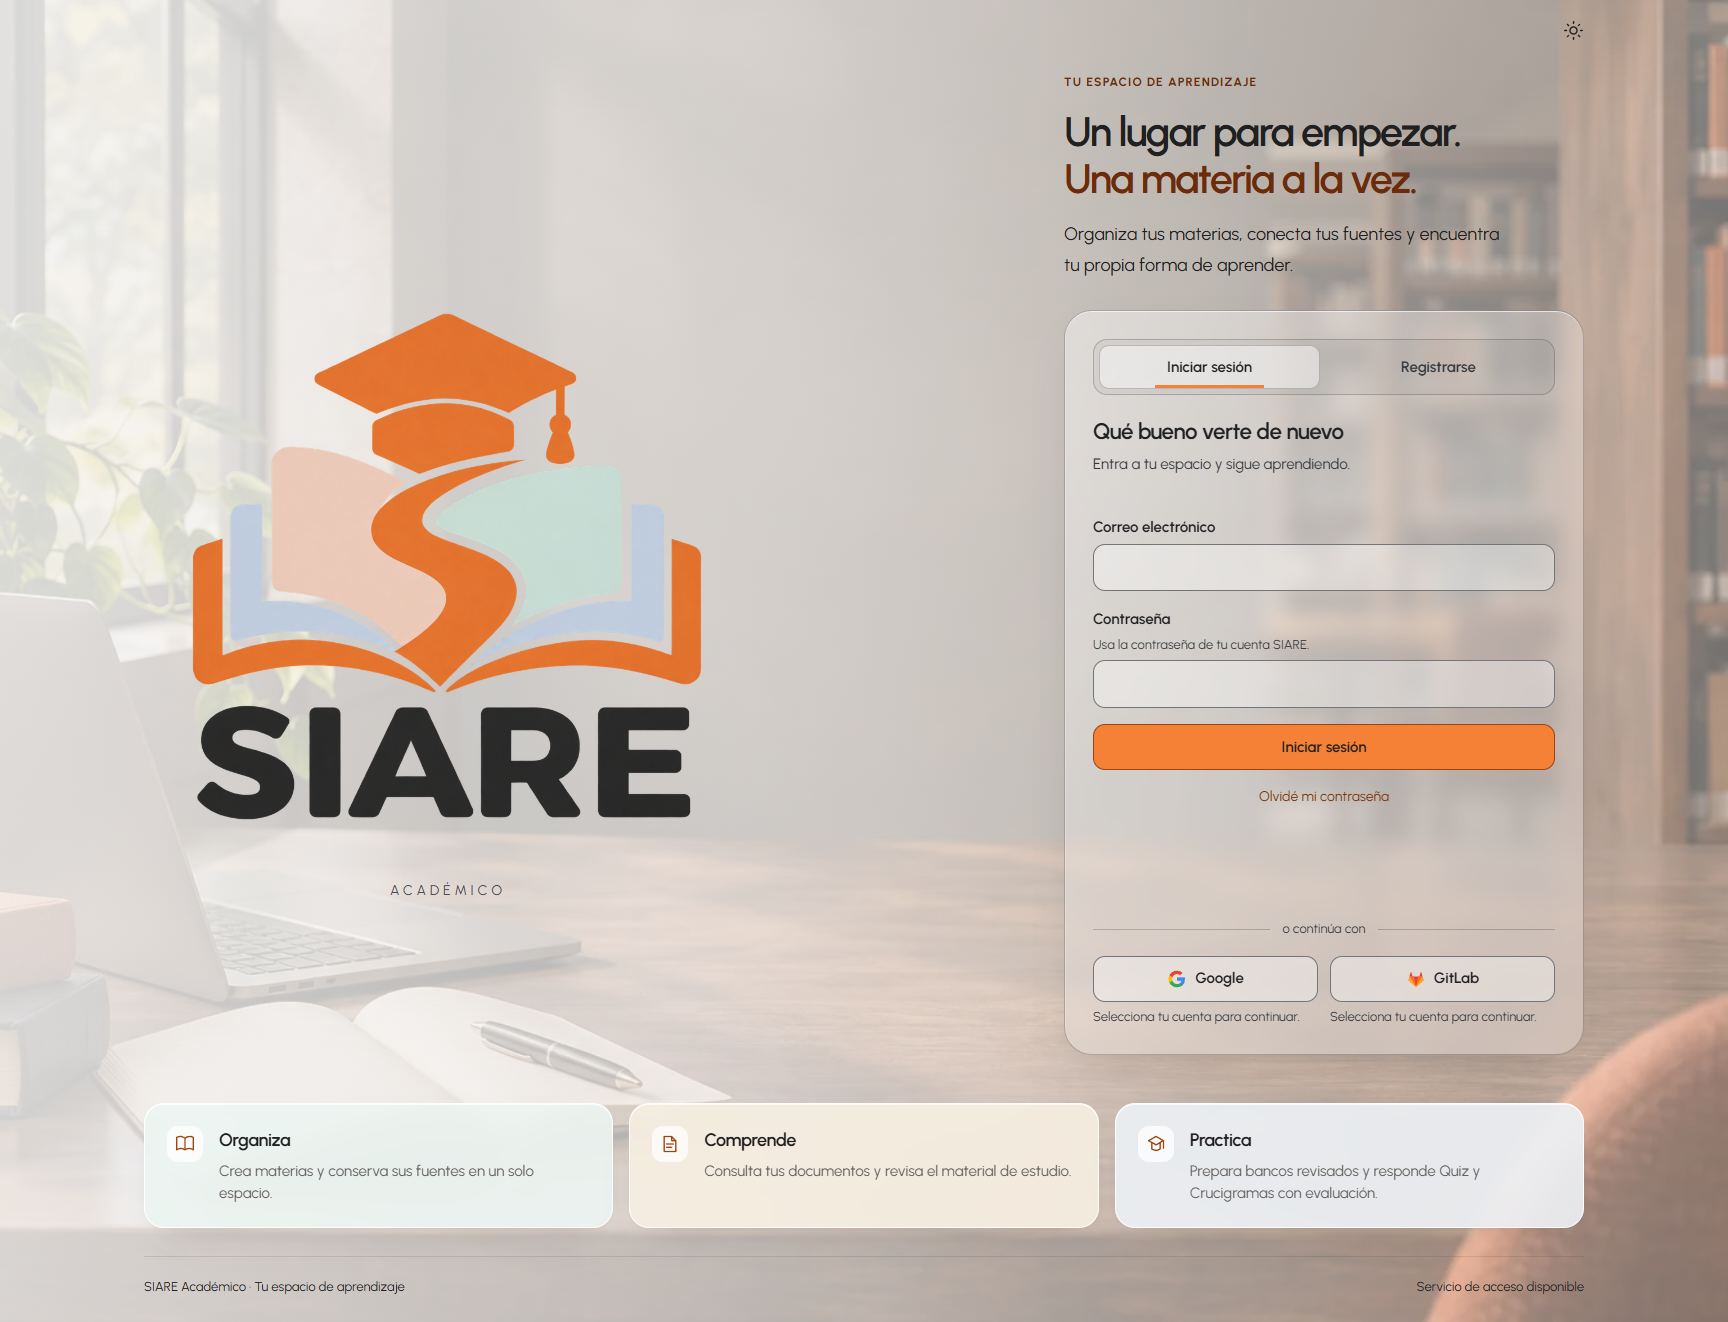 TU ESPACIO DE APRENDIZAJE
Un lugar para empezar.
Una materia a la vez.
Organiza tus materias, conecta tus fuentes y encuentra
tu propia forma de aprender.
SIARE
ACADÉMICO
Iniciar sesión
Registrarse
Qué bueno verte de nuevo
Entra a tu espacio y sigue aprendiendo.
Correo electrónico
Contraseña
Usa la contraseña de tu cuenta SIARE.
Iniciar sesión
Olvidé mi contraseña
o continúa con
Google
GitLab
Selecciona tu cuenta para continuar.
Selecciona tu cuenta para continuar.
Organiza
Crea materias y conserva sus fuentes en un solo
espacio.
Comprende
Consulta tus documentos y revisa el material de estudio.
Practica
Prepara bancos revisados y responde Quiz y
Crucigramas con evaluación.
SIARE Académico · Tu espacio de aprendizaje
Servicio de acceso disponible